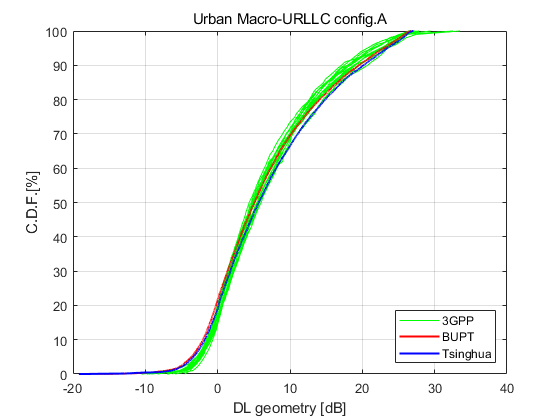 Urban Macro-URLLC config.A
100
90
80
70
60
50
40
30
20
10
0
C.D.F.[%]
-20 -10 0 10 20 30 40
DL geometry [dB]
3GPP
BUPT
Tsinghua